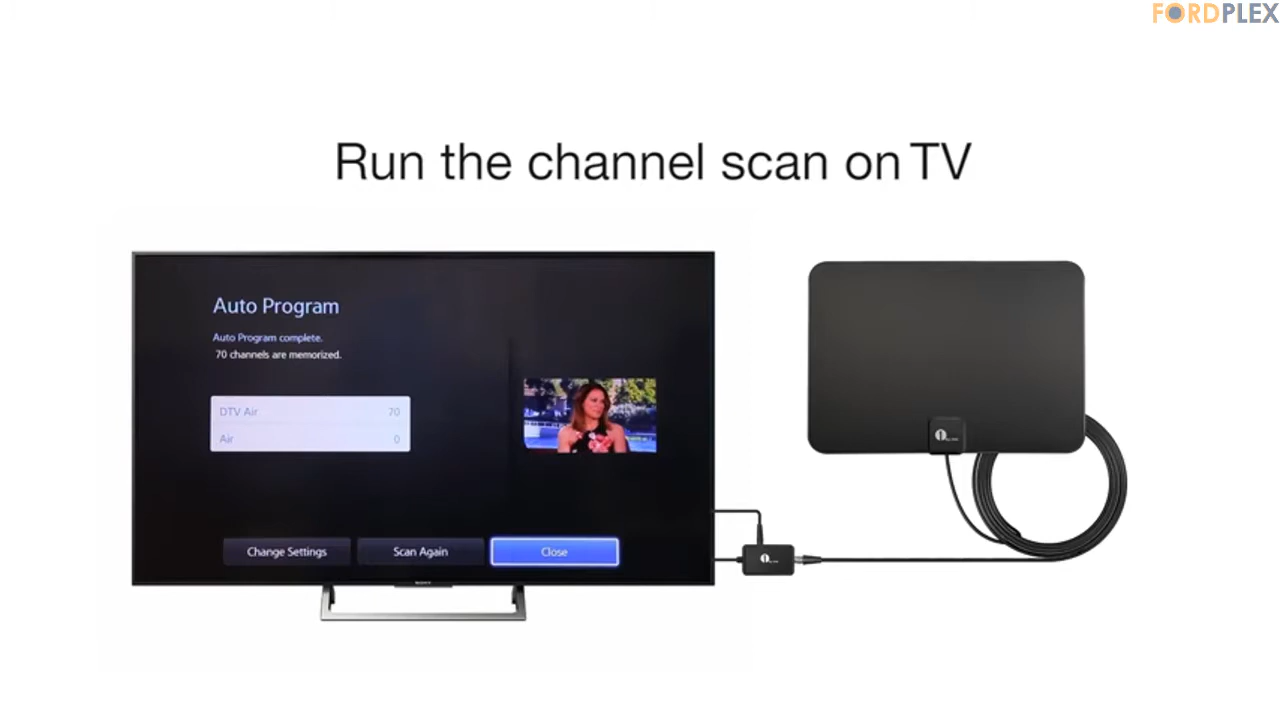 FORDPLEX
Run the channel scan on TV
Auto Program
Auto Program complete.
70 channels are memorized.
DTV Air 70
Air 0
Change Settings Scan Again Close
SONY